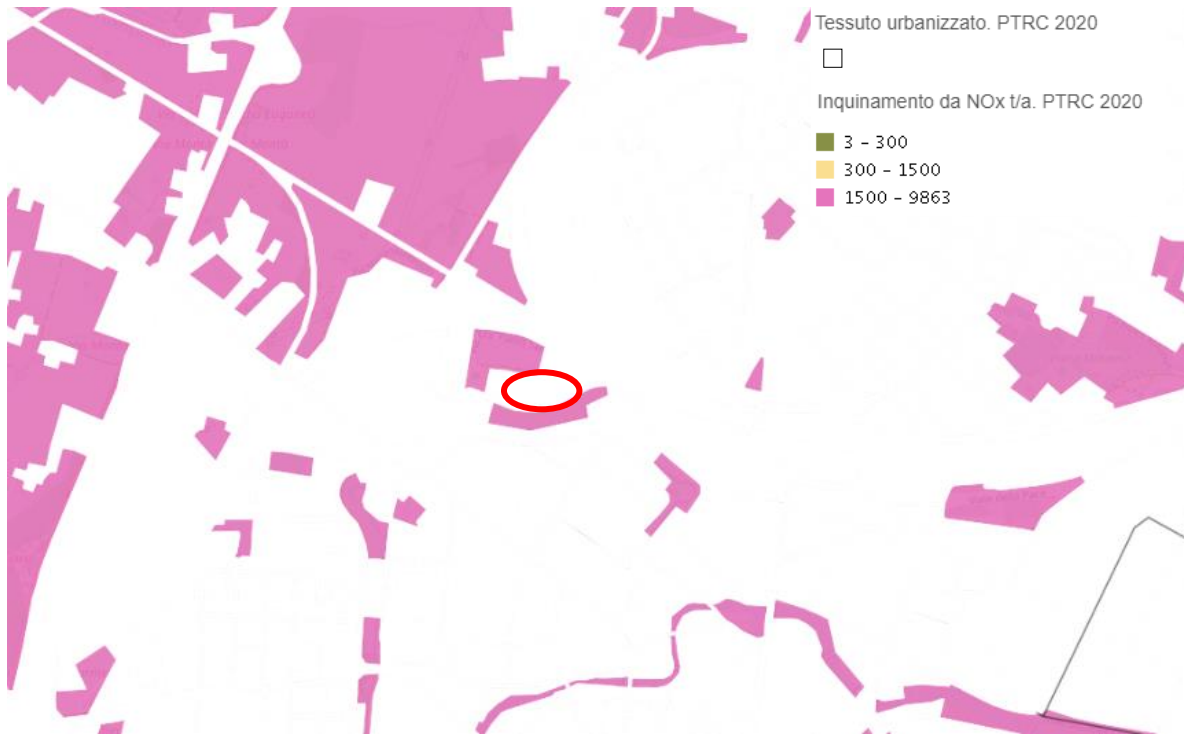 Tessuto urbanizzato. PTRC 2020
Inquinamento da NOx t/a. PTRC 2020
3 - 300
300 - 1500
1500 - 9863